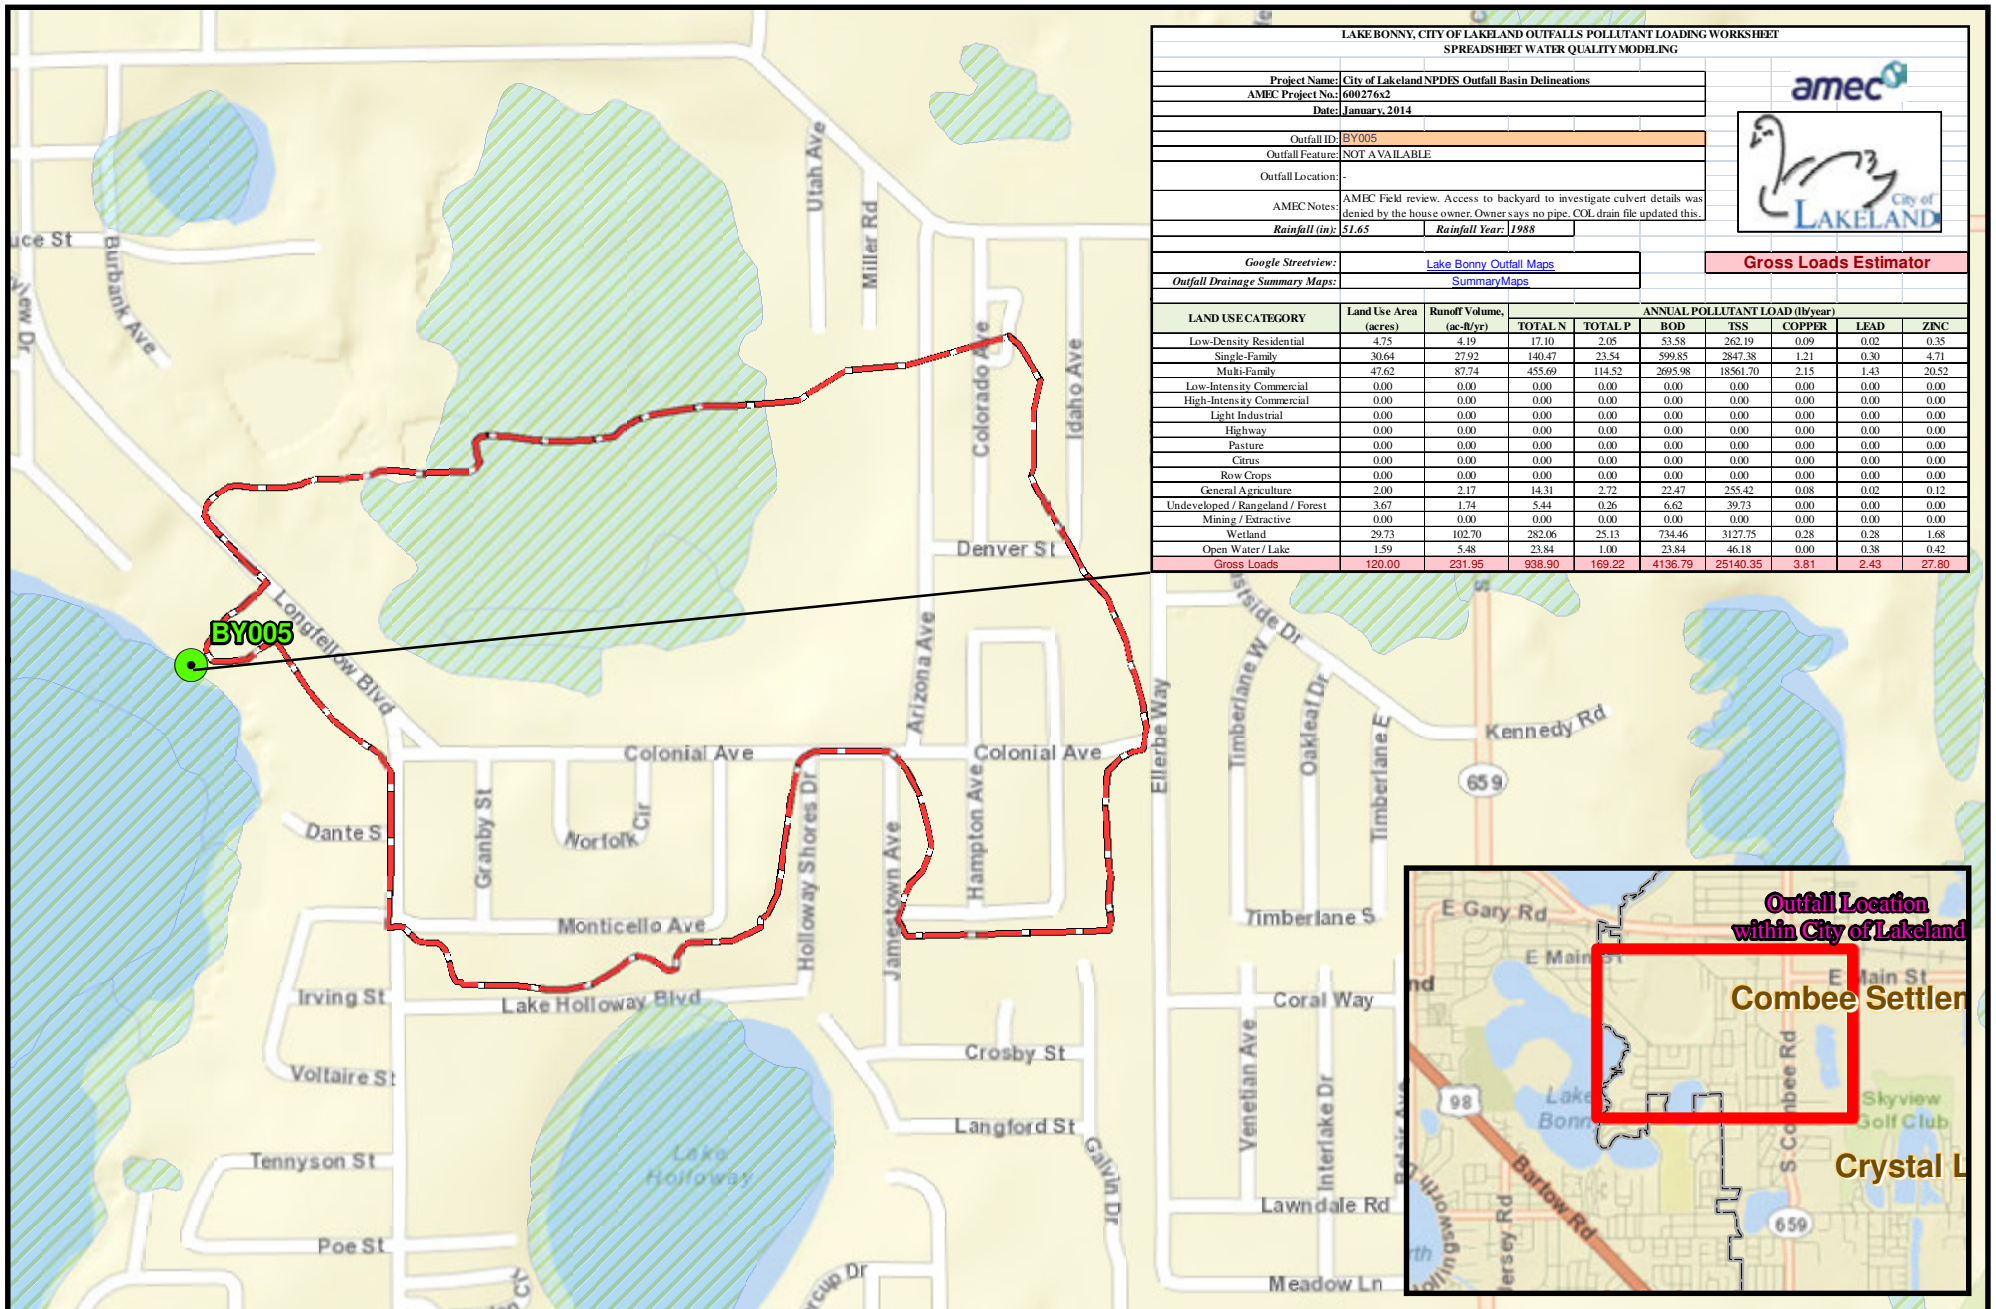 LAKE BONNY, CITY OF LAKELAND OUTFALLS POLLUTANT LOADING WORKSHEET
SPREADSHEET WATER QUALITY MODELING
Project Name: City of Lakeland NPDES Outfall Basin Delineations
AMEC Project No.: 600276x2
Date: January, 2014
amec
Outfall ID: BY005
Outfall Feature: NOT AVAILABLE
Outfall Location: -
AMEC Notes: AMEC Field review. Access to backyard to investigate culvert details was
denied by the house owner. Owner says no pipe. COL drain file updated this.
City of
LAKELAND
Rainfall (in): 51.65 Rainfall Year: 1988
Google Streetview: Lake Bonny Outfall Maps
Gross Loads Estimator
Outfall Drainage Summary Maps: SummaryMaps
LAND USE CATEGORY Land Use Area (acres) Runoff Volume, (ac-ft/yr) ANNUAL POLLUTANT LOAD (lb/year)
TOTAL N TOTAL P BOD TSS COPPER LEAD ZINC
Low-Density Residential 4.75 4.19 17.10 2.05 53.58 262.19 0.09 0.02 0.35
Single-Family 30.64 27.92 140.47 23.54 599.85 2847.38 1.21 0.30 4.71
Multi-Family 47.62 87.74 455.69 114.52 2695.98 18561.70 2.15 1.43 20.52
Low-Intensity Commercial 0.00 0.00 0.00 0.00 0.00 0.00 0.00 0.00 0.00
High-Intensity Commercial 0.00 0.00 0.00 0.00 0.00 0.00 0.00 0.00 0.00
Light Industrial 0.00 0.00 0.00 0.00 0.00 0.00 0.00 0.00 0.00
Highway 0.00 0.00 0.00 0.00 0.00 0.00 0.00 0.00 0.00
Pasture 0.00 0.00 0.00 0.00 0.00 0.00 0.00 0.00 0.00
Citrus 0.00 0.00 0.00 0.00 0.00 0.00 0.00 0.00 0.00
Row Crops 0.00 0.00 0.00 0.00 0.00 0.00 0.00 0.00 0.00
General Agriculture 2.00 2.17 14.31 2.72 22.47 255.42 0.08 0.02 0.12
Undeveloped / Rangeland / Forest 3.67 1.74 5.44 0.26 6.62 39.73 0.00 0.00 0.00
Mining / Extractive 0.00 0.00 0.00 0.00 0.00 0.00 0.00 0.00 0.00
Wetland 29.73 102.70 282.06 25.13 734.46 3127.75 0.28 0.28 1.68
Open Water / Lake 1.59 5.48 23.84 1.00 23.84 46.18 0.00 0.38 0.42
Gross Loads 120.00 231.95 938.90 169.22 4136.79 25140.35 3.81 2.43 27.80
uce St
Burbank Ave
view Dr
Utah Ave
Miller Rd
Colorado Ave
Idaho Ave
Denver St
BY005
Longfellow Blvd
Arizona Ave
Colonial Ave
Colonial Ave
Ellerbe Way
astside Dr
Timberlane W
Oakleaf Dr
Timberlane E
Kennedy Rd
S
659
Dante S
Granby St
Norfolk Cir
Holloway Shores Dr
Jamestown Ave
Hampton Ave
Monticello Ave
Timberlane S
Irving St
Lake Holloway Blvd
Coral Way
Voltaire St
Crosby St
Venetian Ave
Interlake Dr
Belair Ave
Langford St
Galvin Dr
Lake
Holloway
Tennyson St
Lawndale Rd
Poe St
Meadow Ln
rcup Dr
Outfall Location
within City of Lakeland
E Gary Rd
E Main St
E Main St
nd
Combee Settlen
S Combee Rd
98
Lake
Bonn
Skyview
Golf Club
Crystal L
Bartow Rd
659
Jersey Rd
ollingsworth
rth